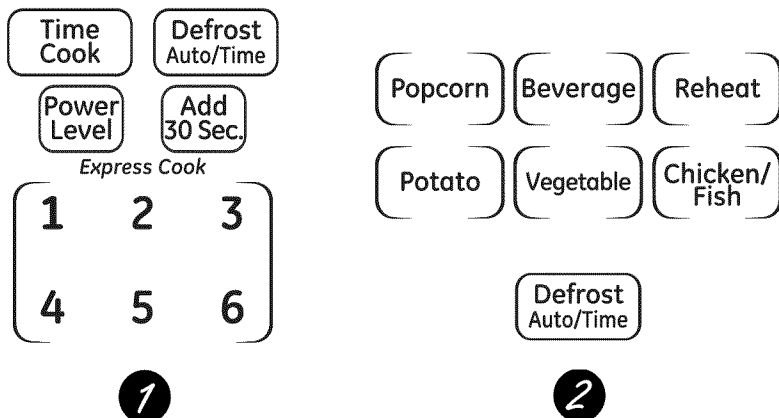 Time
Cook
Defrost
Auto/Time
Power
Level
Add
30 Sec.
Express Cook
1 2 3
4 5 6
1
Popcorn
Beverage
Reheat
Potato
Vegetable
Chicken/
Fish
Defrost
Auto/Time
2